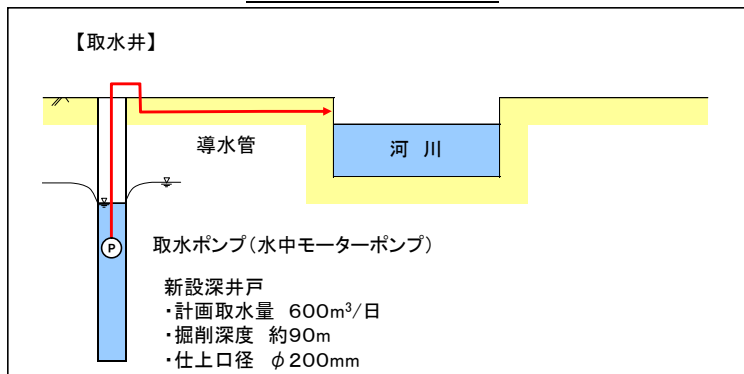 【取水井】
導水管
河 川
P
取水ポンプ（水中モーターポンプ）
新設深井戸
・計画取水量 600m³/日
・掘削深度 約90m
・仕上口径 φ200mm